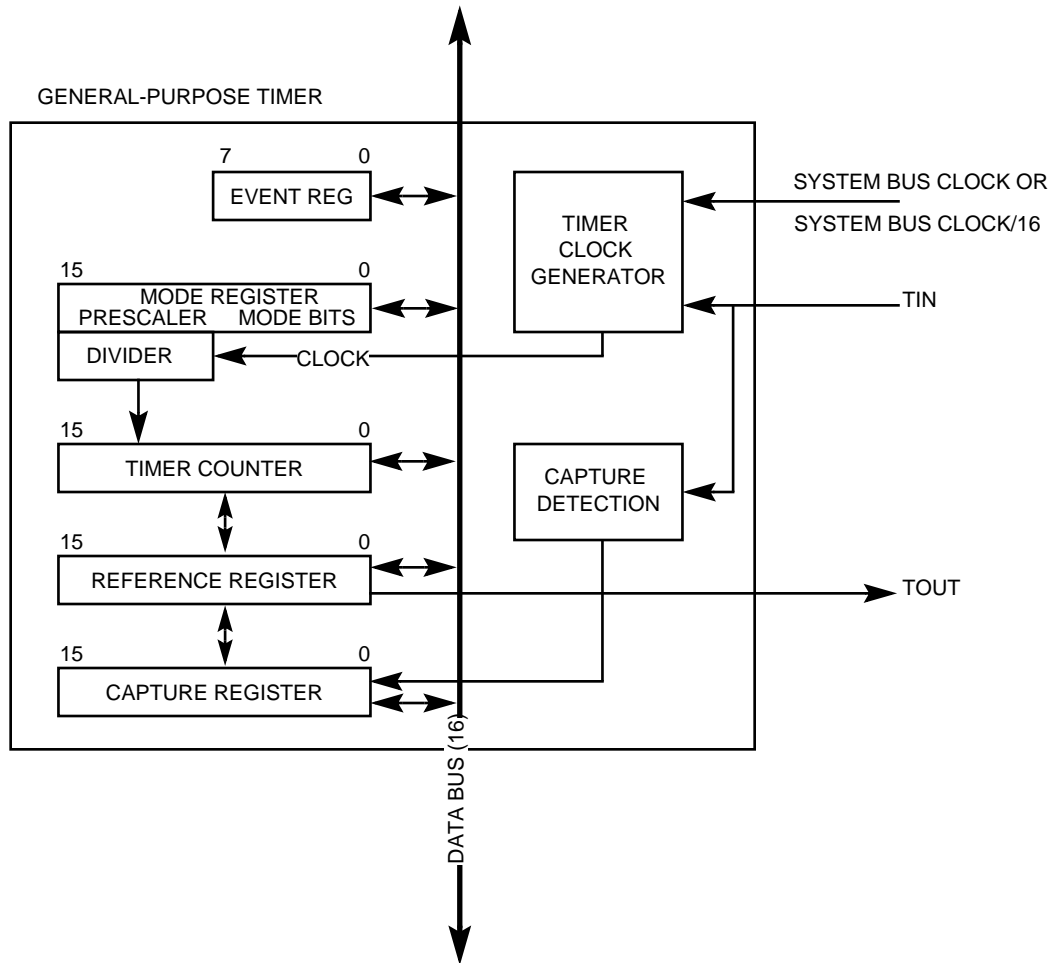 GENERAL-PURPOSE TIMER
7 0
EVENT REG
SYSTEM BUS CLOCK OR
SYSTEM BUS CLOCK/16
TIMER
CLOCK
GENERATOR
15 0
MODE REGISTER
PRESCALER MODE BITS
TIN
DIVIDER
CLOCK
15 0
TIMER COUNTER
CAPTURE
DETECTION
15 0
REFERENCE REGISTER
TOUT
15 0
CAPTURE REGISTER
DATA BUS (16)